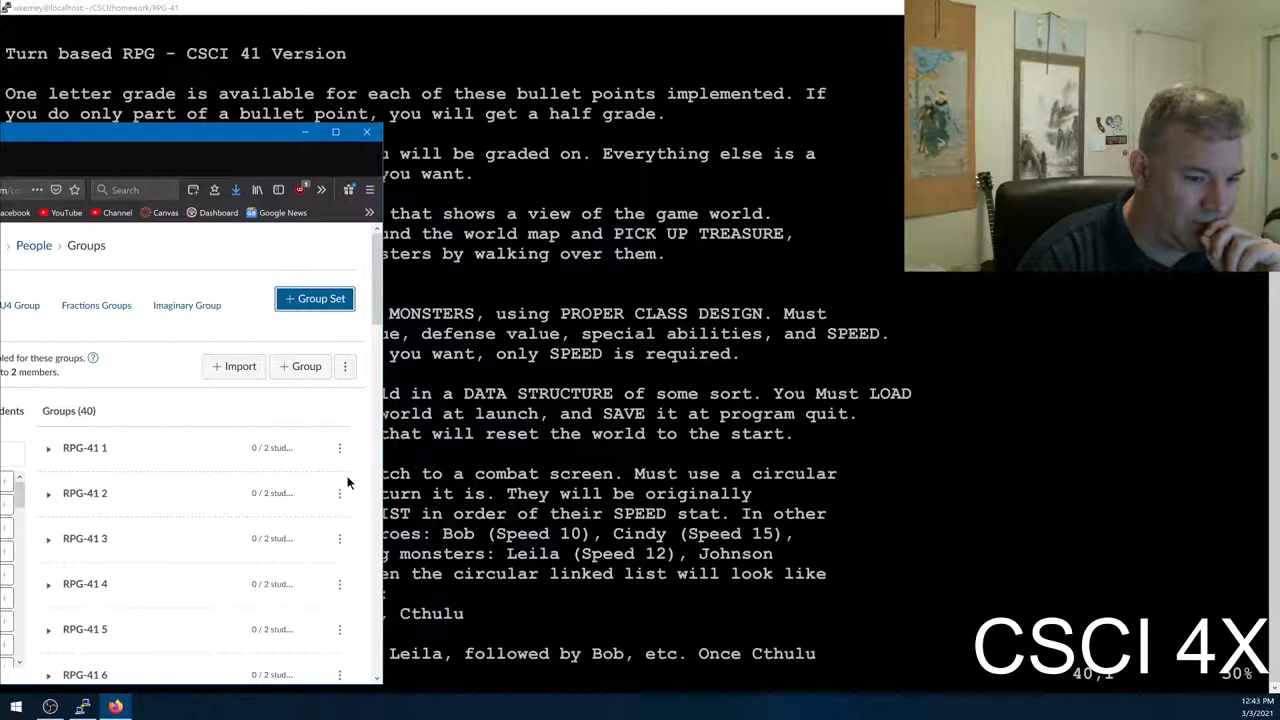 wkerney@localhost:~/CSCI/homework/RPG-41
Turn based RPG - CSCI 41 Version
One letter grade is available for each of these bullet points implemented. If
you do only part of a bullet point, you will get a half grade.
u will be graded on. Everything else is a
you want.
that shows a view of the game world.
und the world map and PICK UP TREASURE,
sters by walking over them.
MONSTERS, using PROPER CLASS DESIGN. Must
ue, defense value, special abilities, and SPEED.
you want, only SPEED is required.
ld in a DATA STRUCTURE of some sort. You Must LOAD
world at launch, and SAVE it at program quit.
that will reset the world to the start.
tch to a combat screen. Must use a circular
turn it is. They will be originally
IST in order of their SPEED stat. In other
roes: Bob (Speed 10), Cindy (Speed 15),
g monsters: Leila (Speed 12), Johnson
en the circular linked list will look like
:
, Cthulu
Leila, followed by Bob, etc. Once Cthulu
40,1 50%
m/co Search
acebook YouTube Channel Canvas Dashboard Google News
People Groups
U4 Group Fractions Groups Imaginary Group + Group Set
pled for these groups.
to 2 members.
+ Import + Group
dents Groups (40)
RPG-41 1 0 / 2 stud...
RPG-41 2 0 / 2 stud...
RPG-41 3 0 / 2 stud...
RPG-41 4 0 / 2 stud...
RPG-41 5 0 / 2 stud...
RPG-41 6 0 / 2 stud...
CSCI 4X
12:43 PM
3/3/2021